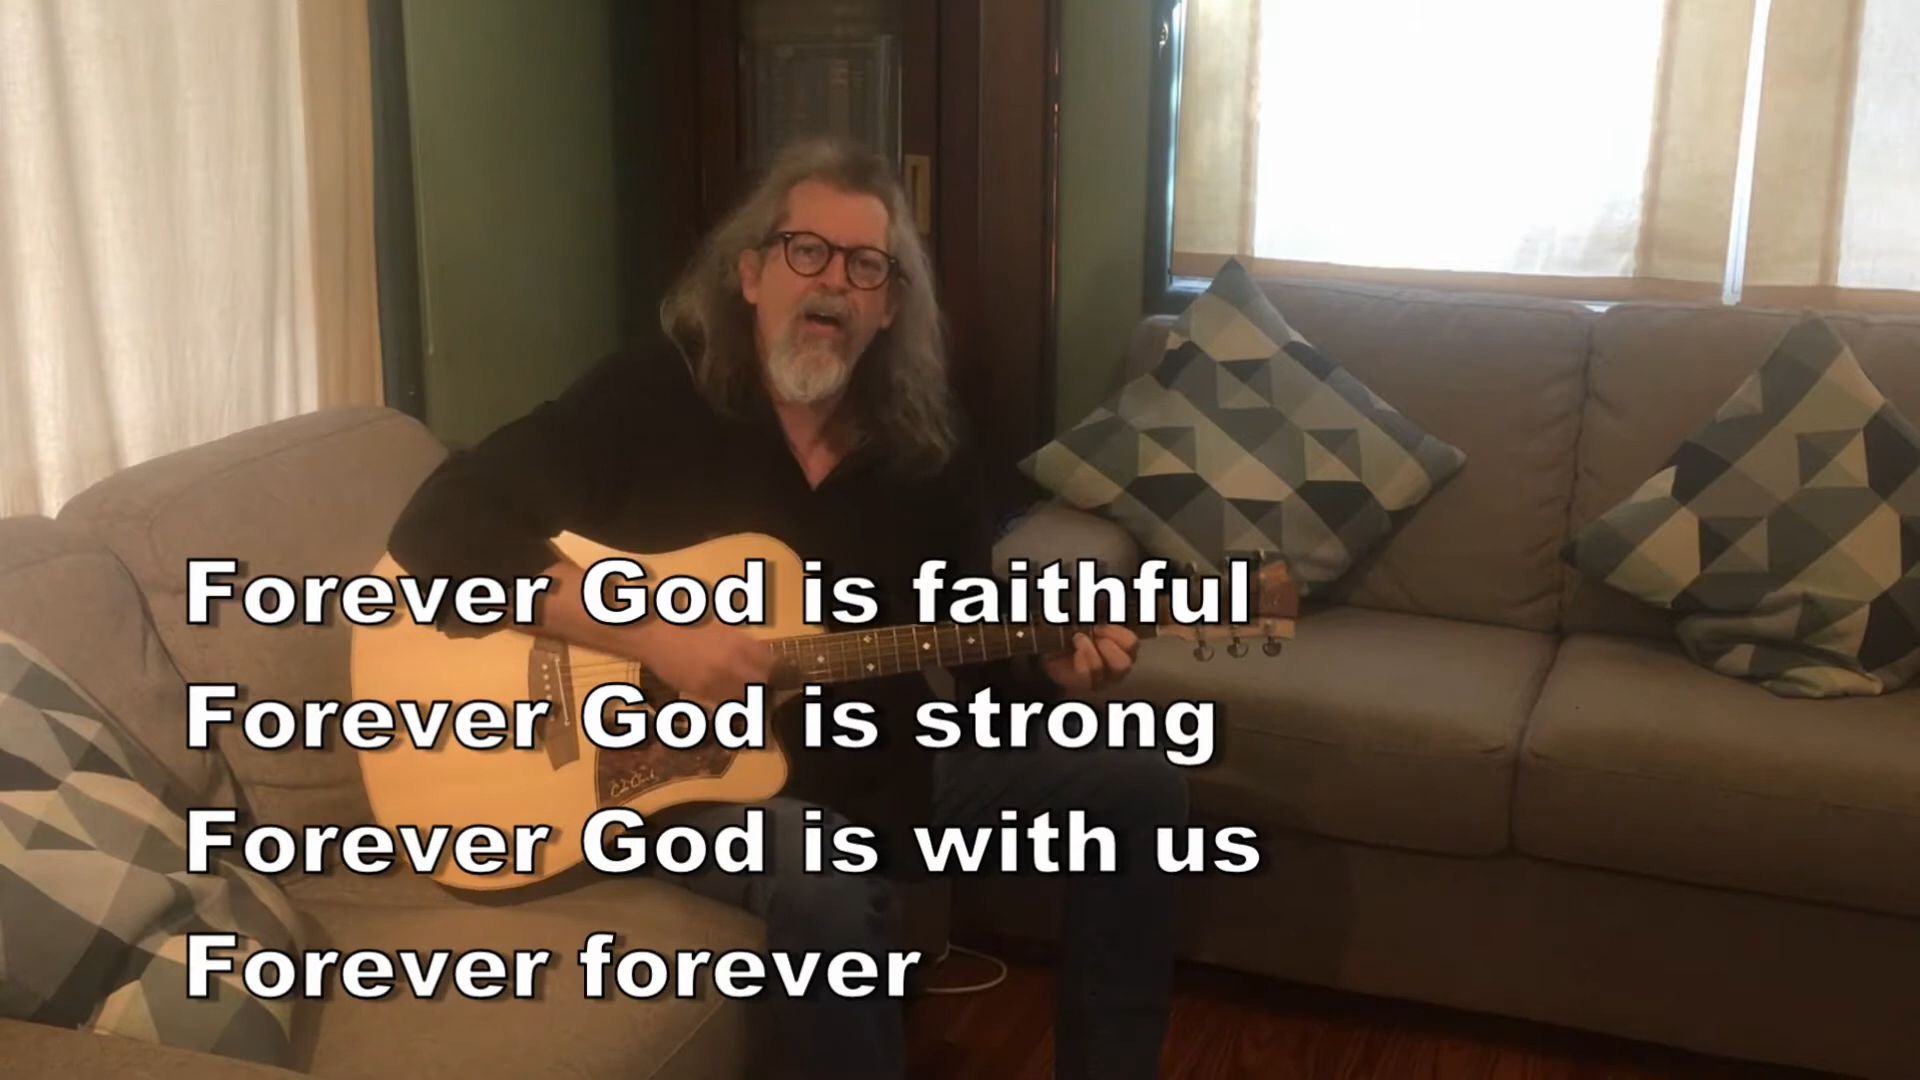 Forever God is faithful
Forever God is strong
Forever God is with us
Forever forever